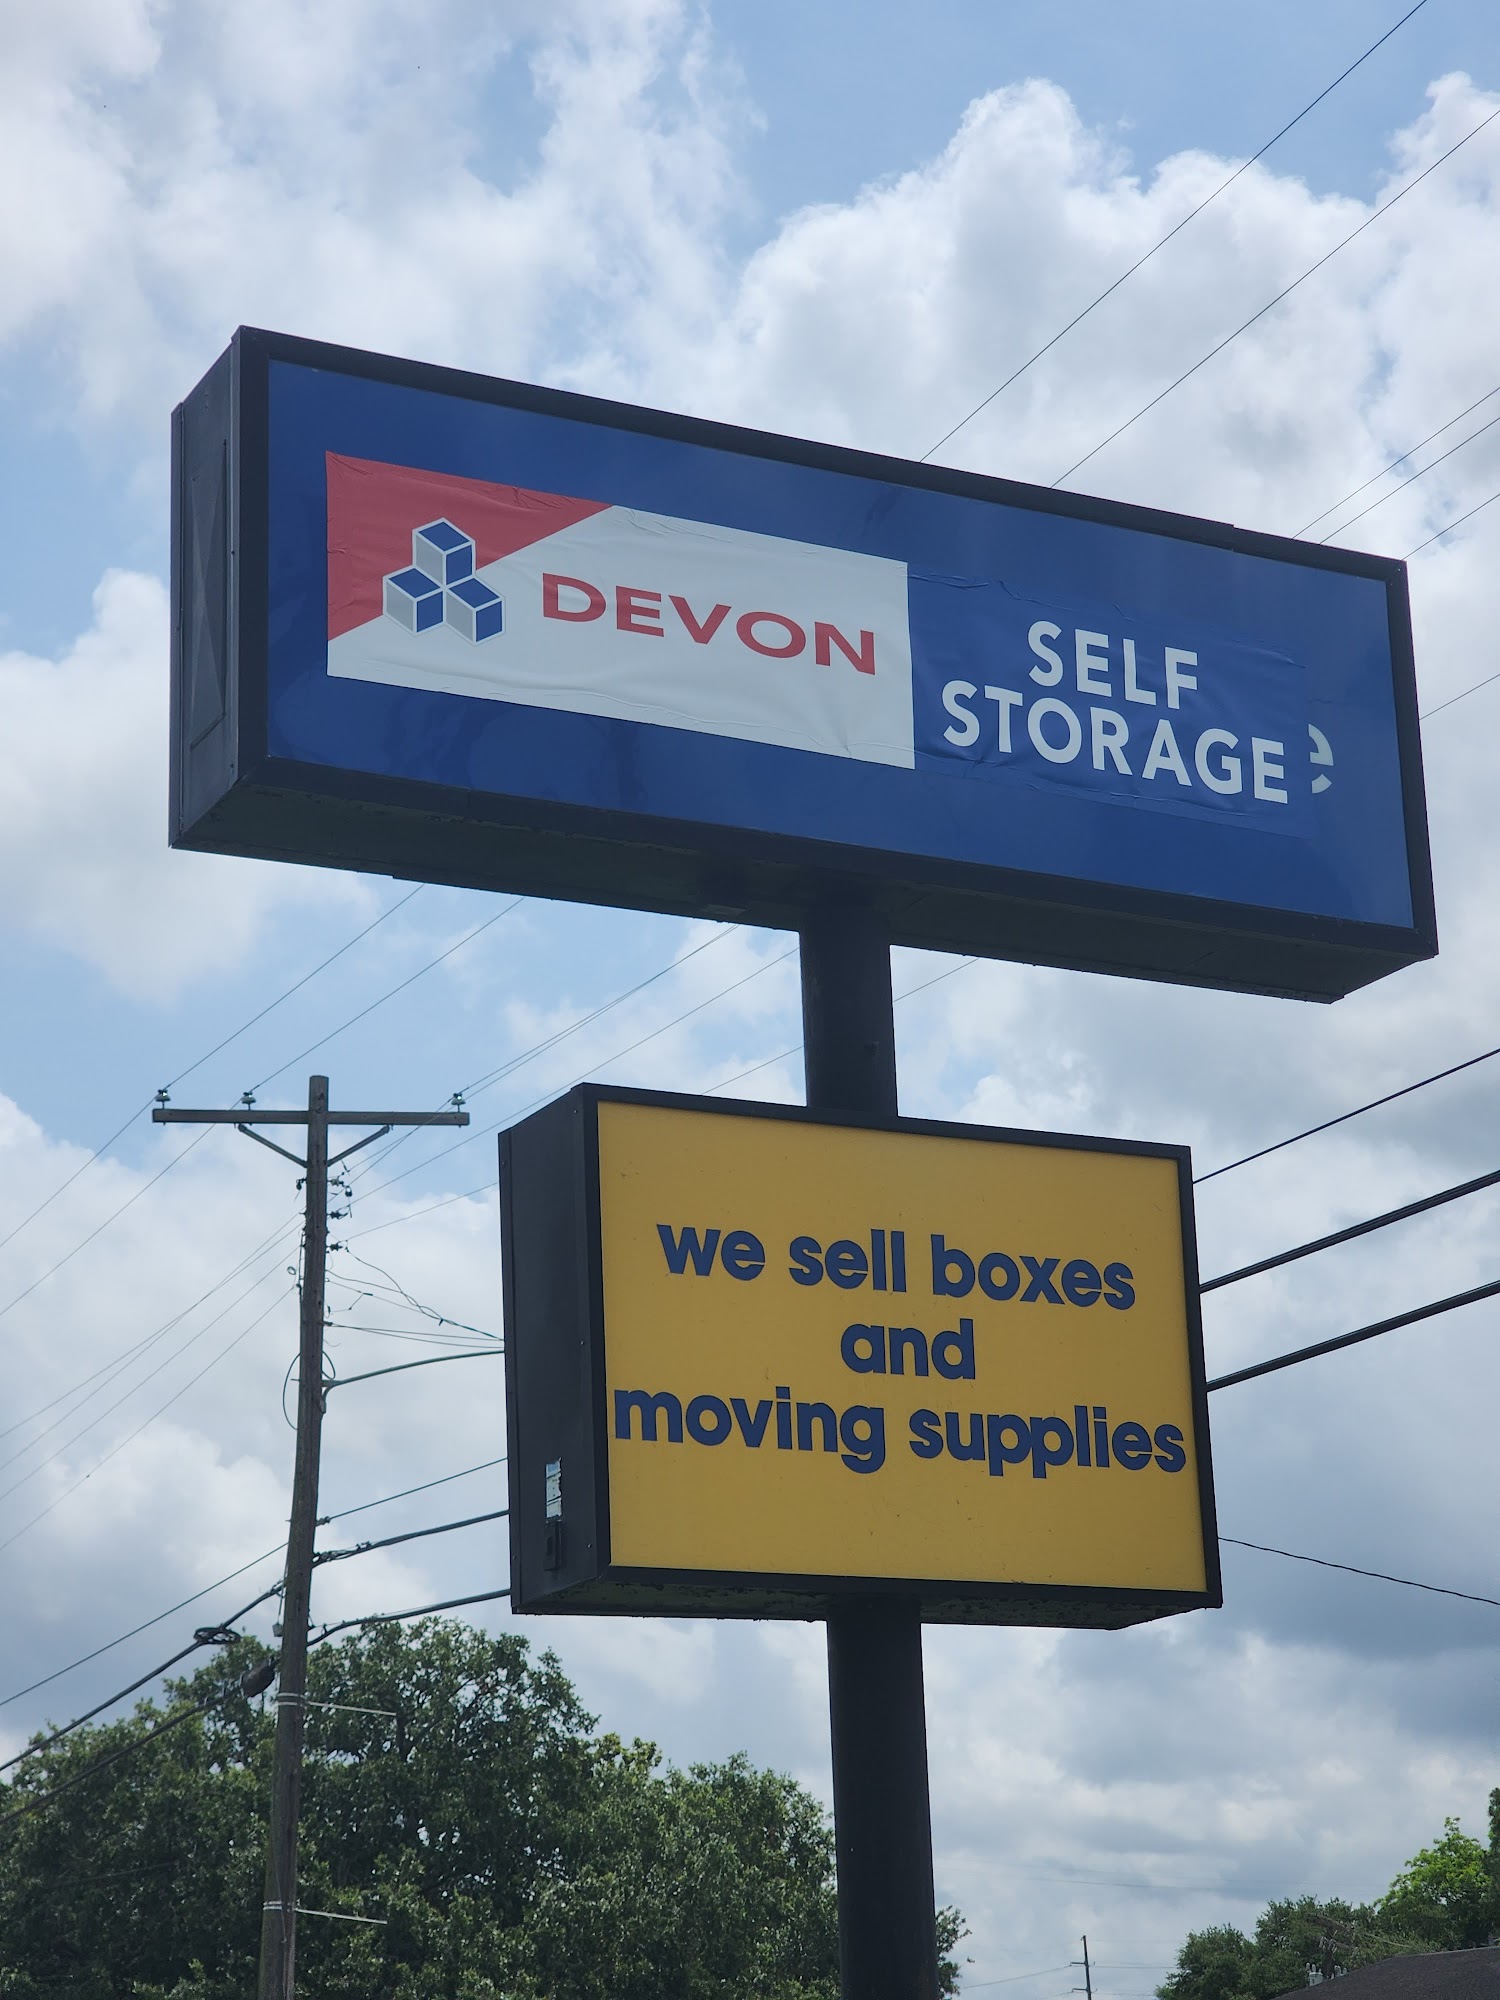 DEVON
SELF
STORAGE
e
we sell boxes
and
moving supplies